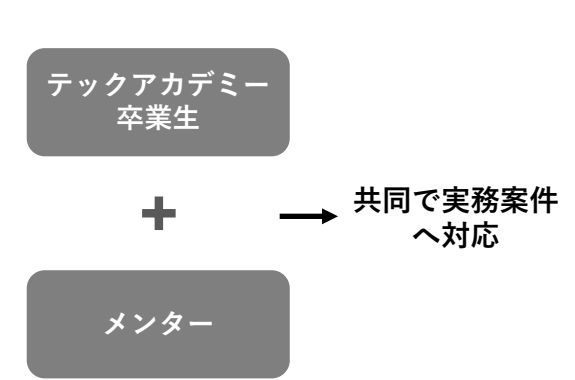 テックアカデミー
卒業生
+
共同で実務案件
へ対応
メンター